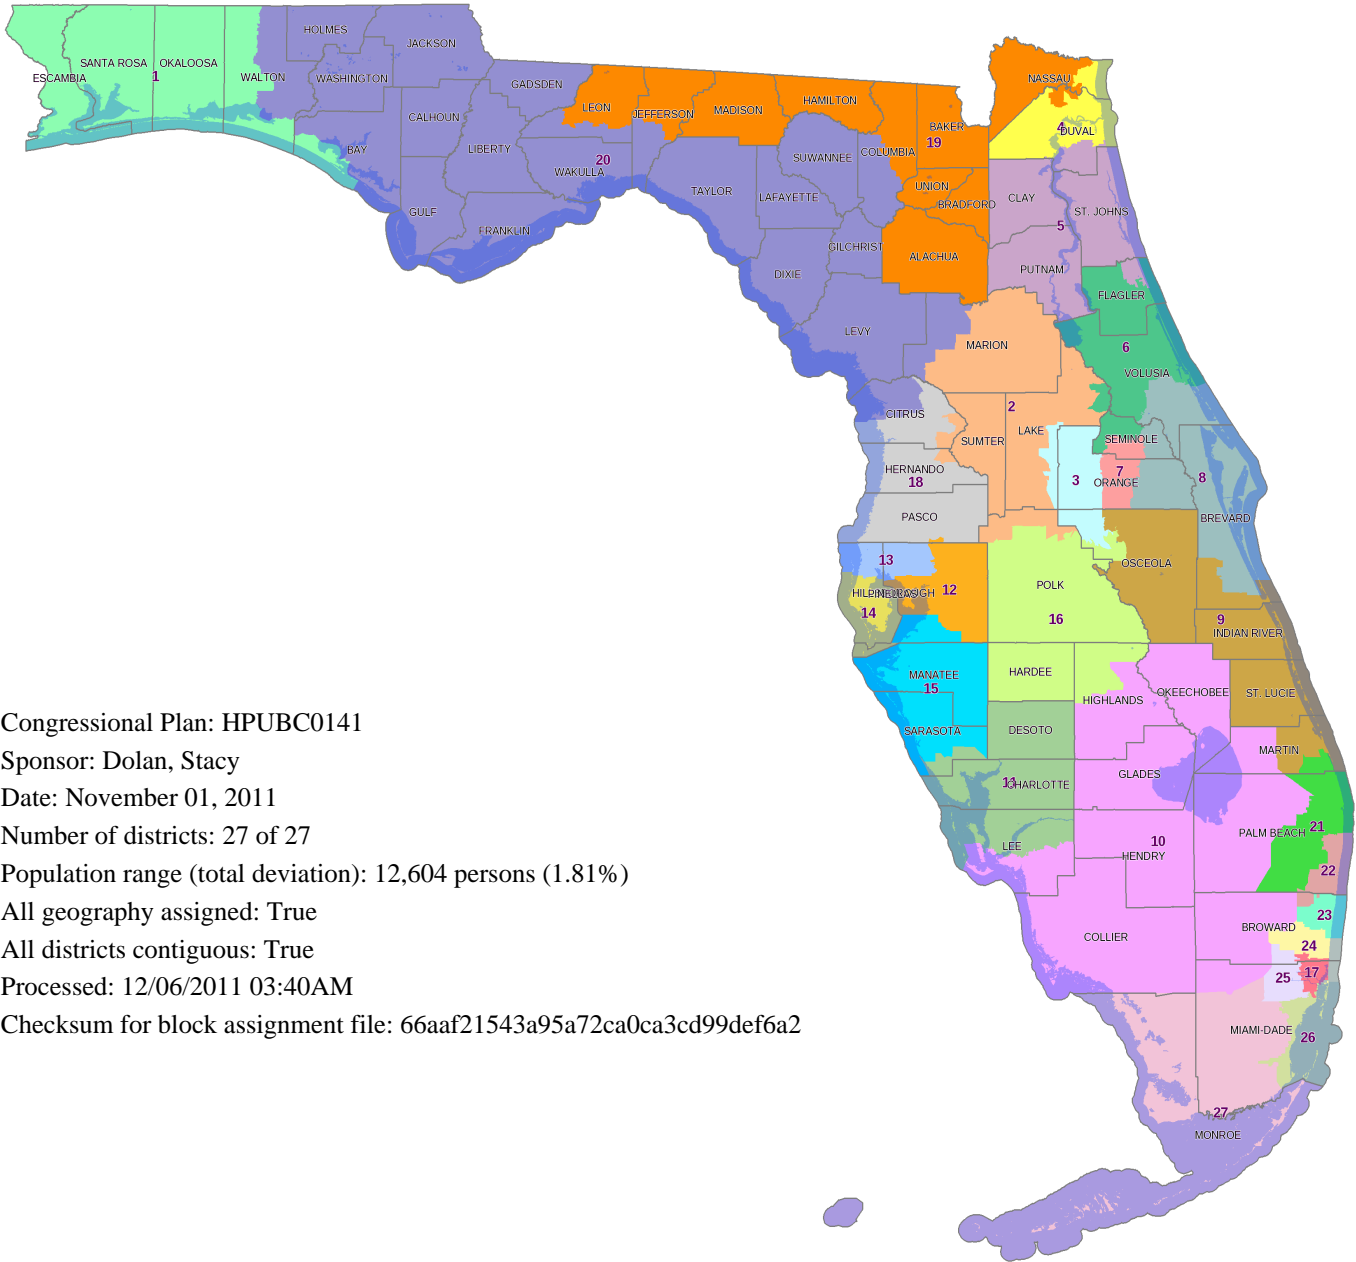 HOLMES
JACKSON
SANTA ROSA
OKALOOSA
ESCAMBIA
1
WALTON
WASHINGTON
GADSDEN
CALHOUN
LEON
JEFFERSON
MADISON
HAMILTON
NASSAU
BAY
LIBERTY
20
WAKULLA
SUWANNEE
COLUMBIA
BAKER
19
4
DUVAL
TAYLOR
LAFAYETTE
UNION
BRADFORD
CLAY
ST. JOHNS
5
GULF
FRANKLIN
GILCHRIST
ALACHUA
DIXIE
PUTNAM
FLAGLER
LEVY
MARION
6
VOLUSIA
CITRUS
2
LAKE
SUMTER
SEMINOLE
HERNANDO
18
3
7
ORANGE
8
PASCO
BREVARD
13
OSCEOLA
12
POLK
14
16
9
INDIAN RIVER
HARDEE
MANATEE
15
HIGHLANDS
OKEECHOBEE
ST. LUCIE
SARASOTA
DESOTO
MARTIN
11
CHARLOTTE
GLADES
LEE
10
HENDRY
PALM BEACH
21
22
23
BROWARD
COLLIER
24
25
17
MIAMI-DADE
26
27
MONROE
Congressional Plan: HPUBC0141
Sponsor: Dolan, Stacy
Date: November 01, 2011
Number of districts: 27 of 27
Population range (total deviation): 12,604 persons (1.81%)
All geography assigned: True
All districts contiguous: True
Processed: 12/06/2011 03:40AM
Checksum for block assignment file: 66aaf21543a95a72ca0ca3cd99def6a2